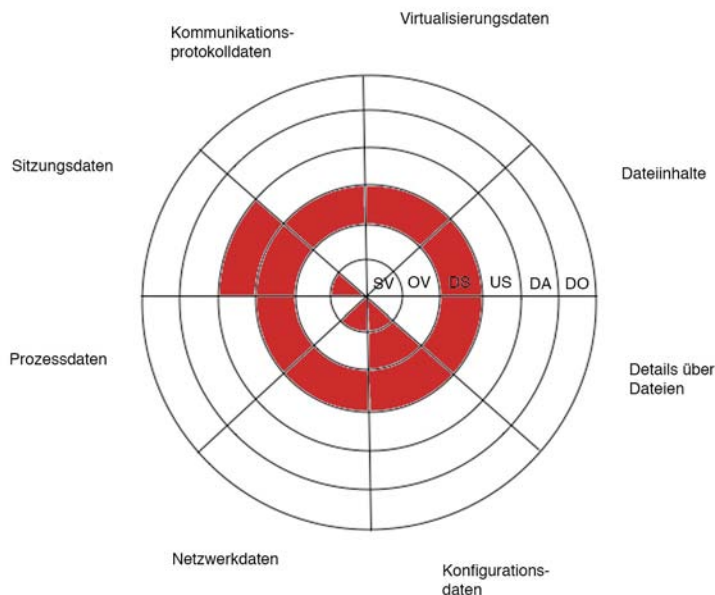 Virtualisierungsdaten
Kommunikations-
protokolldaten
Sitzungsdaten
Dateiinhalte
SV OV DS US DA DO
Prozessdaten
Details über
Dateien
Netzwerkdaten
Konfigurations-
daten